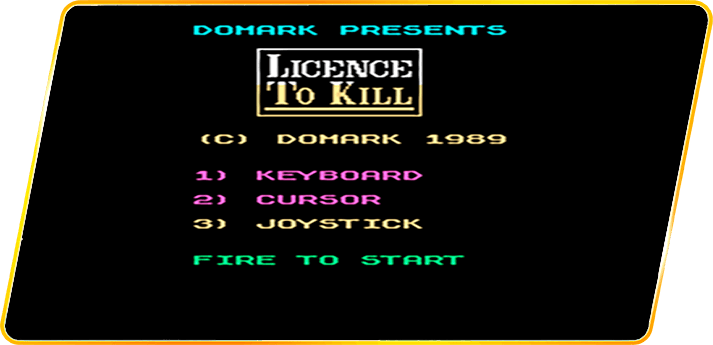 DOMARK PRESENTS
LICENCE
TO KILL
(C) DOMARK 1989
1) KEYBOARD
2) CURSOR
3) JOYSTICK
FIRE TO START